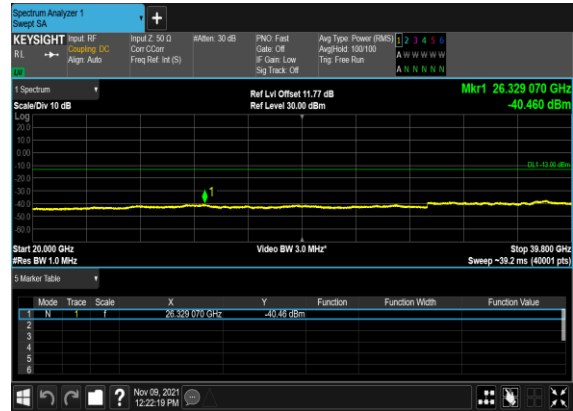 Spectrum Analyzer 1
Swept SA
+
KEYSIGHT Input: RF Input Z: 50 Ω #Atten: 30 dB PNO: Fast Avg Type: Power (RMS) 1 2 3 4 5 6
RL Coupling: DC Corr CCorr Gate: Off Avg|Hold: 100/100 A W W W W W
Align: Auto Freq Ref: Int (S) IF Gain: Low Trig: Free Run
LW Sig Track: Off A N N N N N
1 Spectrum
Ref Lvl Offset 11.77 dB Mkr1 26.329 070 GHz
Scale/Div 10 dB Ref Level 30.00 dBm -40.460 dBm
Log
20.0
10.0
0.00
-10.0
DL1 -13.00 dBm
-20.0
-30.0
1
-40.0
-50.0
-60.0
Start 20.000 GHz Video BW 3.0 MHz* Stop 39.800 GHz
#Res BW 1.0 MHz Sweep ~39.2 ms (40001 pts)
5 Marker Table
Mode Trace Scale X Y Function Function Width Function Value
1 N 1 f 26.329 070 GHz -40.46 dBm
2
3
4
5
6
? Nov 09, 2021
12:22:19 PM